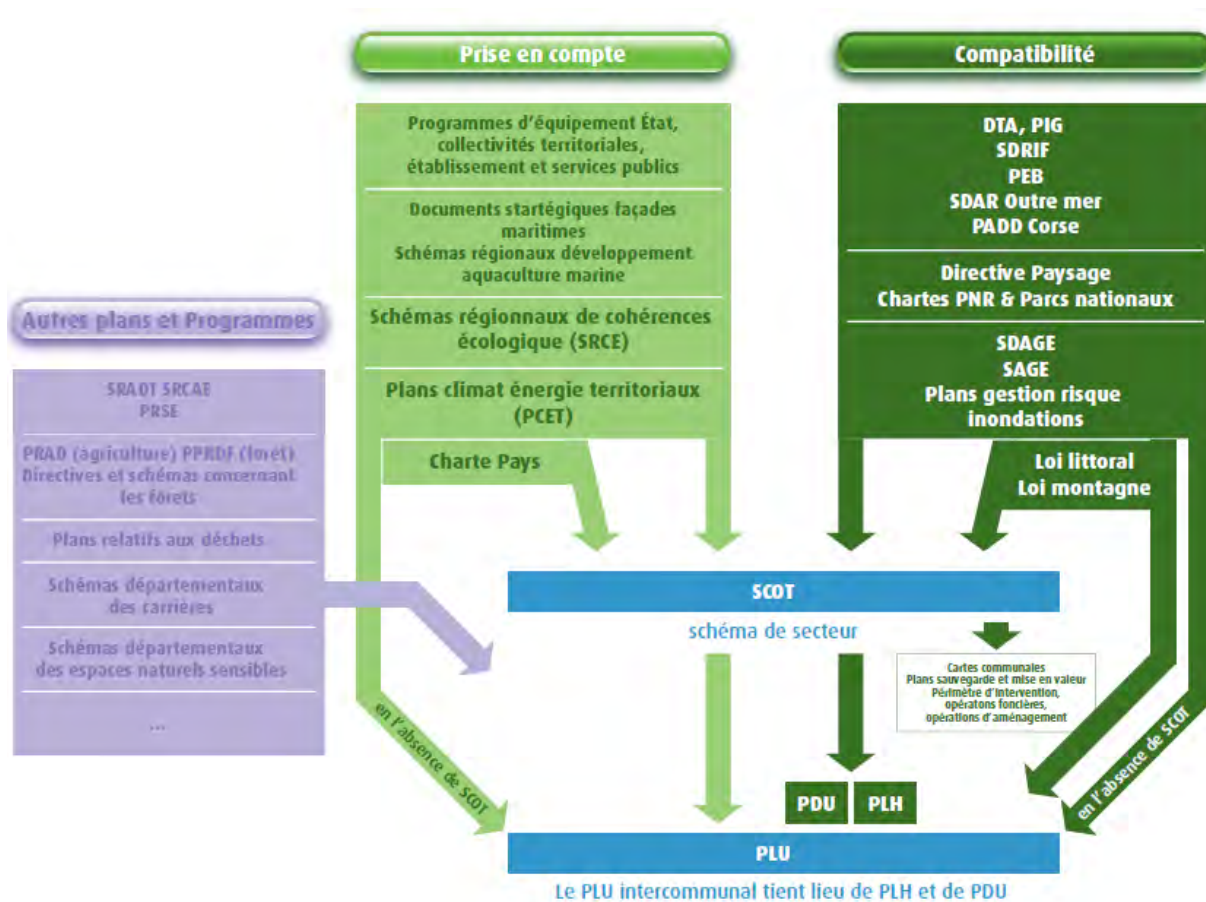 Prise en compte
Programmes d'équipement État,
collectivités territoriales,
établissement et services publics
Documents startégiques façades
maritimes
Schémas régionaux développement
aquaculture marine
Schémas régionnaux de cohérences
écologique (SRCE)
Plans climat énergie territoriaux
(PCET)
Charte Pays
Compatibilité
DTA, PIG
SDRIF
PEB
SDAR Outre mer
PADD Corse
Directive Paysage
Chartes PNR & Parcs nationaux
SDAGE
SAGE
Plans gestion risque
inondations
Loi littoral
Loi montagne
Autres plans et Programmes
SRADT SRCAE
PRSE
PRAD (agriculture) PPRDF (foret)
Directives et schémas concernant
les fôrets
Plans relatifs aux déchets
Schémas départementaux
des carrières
Schémas départementaux
des espaces naturels sensibles
...
SCOT
schéma de secteur
Cartes communales
Plans sauvegarde et mise en valeur
Périmètre d'intervention,
opératons foncières,
opérations d'aménagement
en l'absence de SCOT
en l'absence de SCOT
PDU
PLH
PLU
Le PLU intercommunal tient lieu de PLH et de PDU